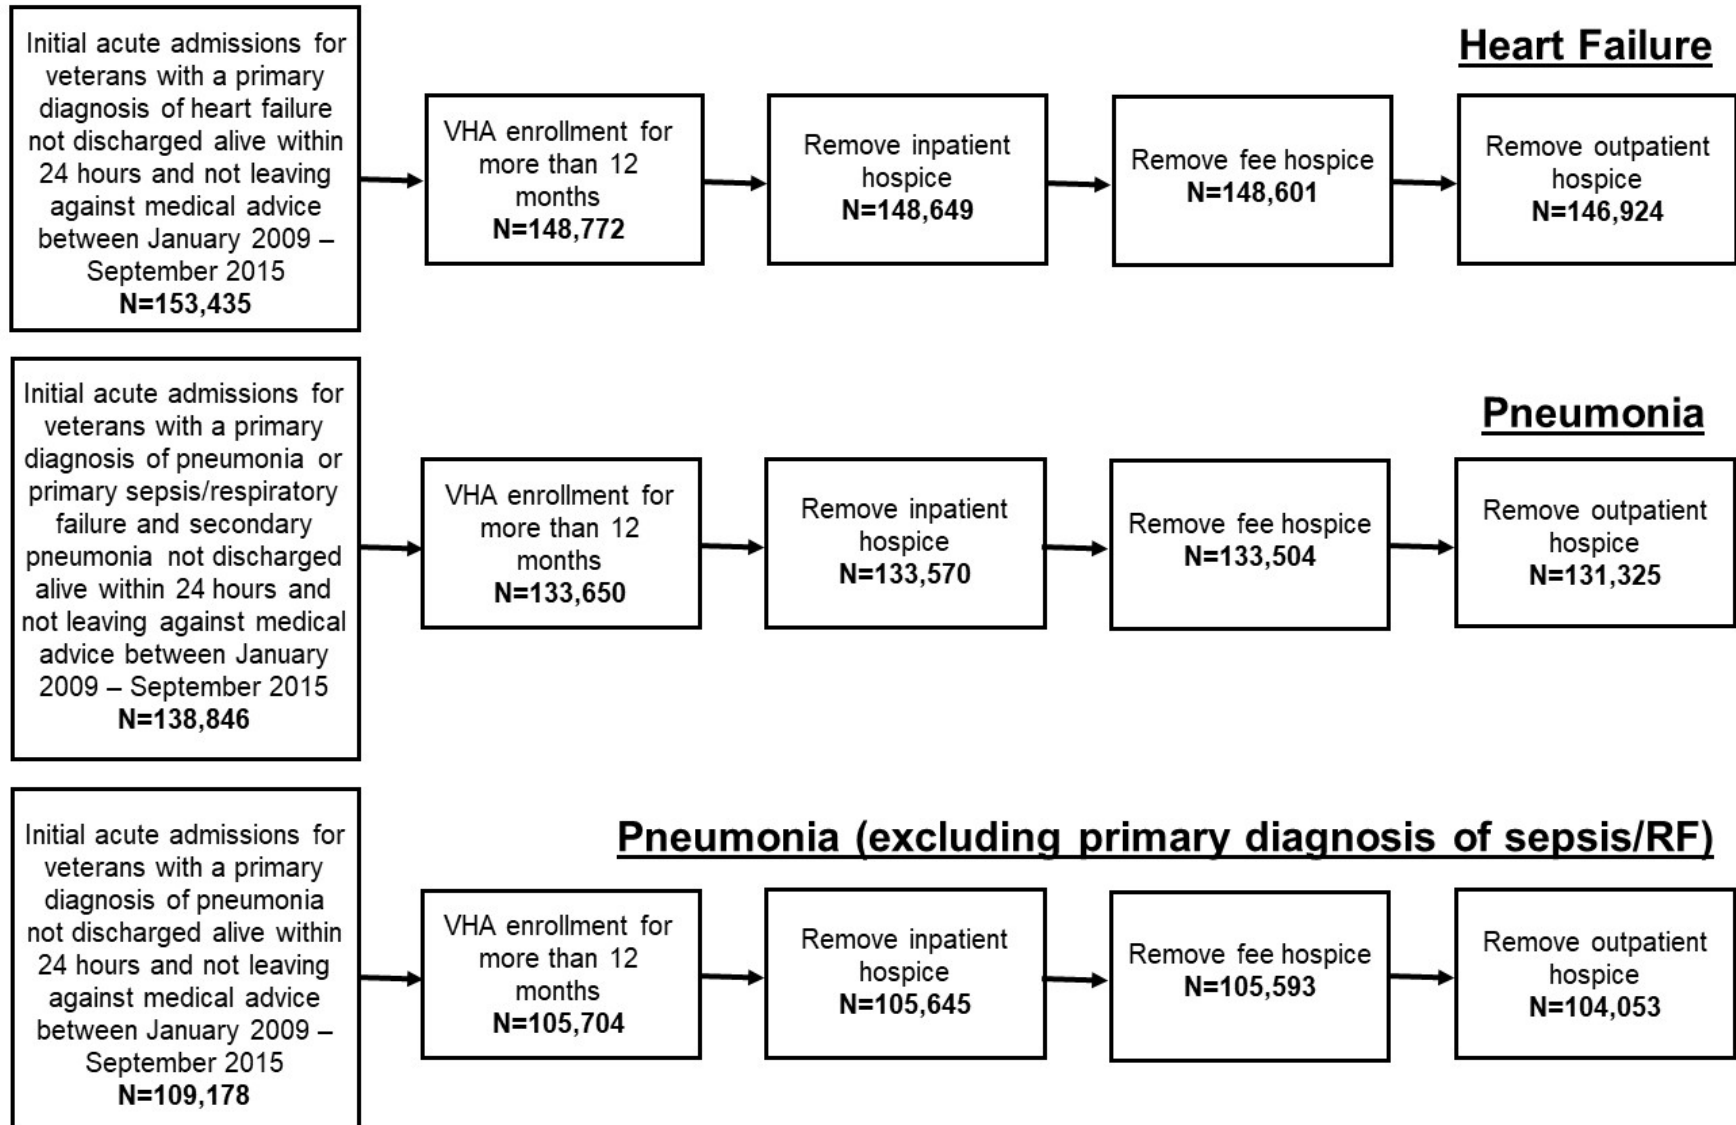 Heart Failure
Initial acute admissions for
veterans with a primary
diagnosis of heart failure
not discharged alive within
24 hours and not leaving
against medical advice
between January 2009 –
September 2015
N=153,435
VHA enrollment for
more than 12
months
N=148,772
Remove inpatient
hospice
N=148,649
Remove fee hospice
N=148,601
Remove outpatient
hospice
N=146,924
Pneumonia
Initial acute admissions for
veterans with a primary
diagnosis of pneumonia or
primary sepsis/respiratory
failure and secondary
pneumonia not discharged
alive within 24 hours and
not leaving against medical
advice between January
2009 – September 2015
N=138,846
VHA enrollment for
more than 12
months
N=133,650
Remove inpatient
hospice
N=133,570
Remove fee hospice
N=133,504
Remove outpatient
hospice
N=131,325
Pneumonia (excluding primary diagnosis of sepsis/RF)
Initial acute admissions for
veterans with a primary
diagnosis of pneumonia
not discharged alive within
24 hours and not leaving
against medical advice
between January 2009 –
September 2015
N=109,178
VHA enrollment for
more than 12
months
N=105,704
Remove inpatient
hospice
N=105,645
Remove fee hospice
N=105,593
Remove outpatient
hospice
N=104,053